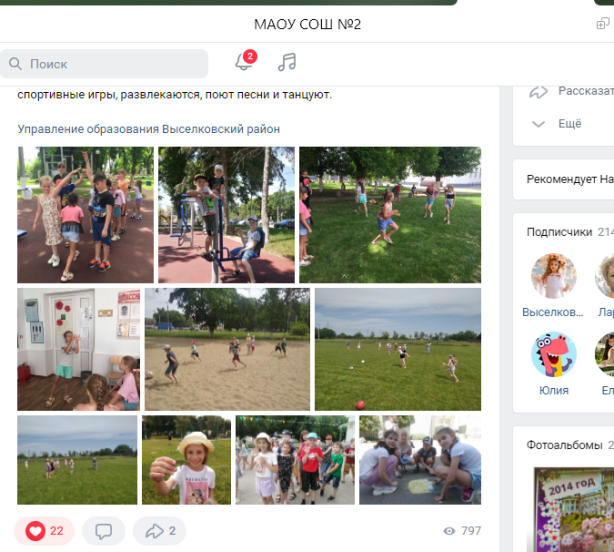 МАОУ СОШ №2
Поиск
2
спортивные игры, развлекаются, поют песни и танцуют.
Управление образования Выселковский район
22
2
797
Рассказат
Ещё
Рекомендует На
Подписчики 214
Выселков...
Лар
Юлия
Ел
Фотоальбомы 2
2014 год